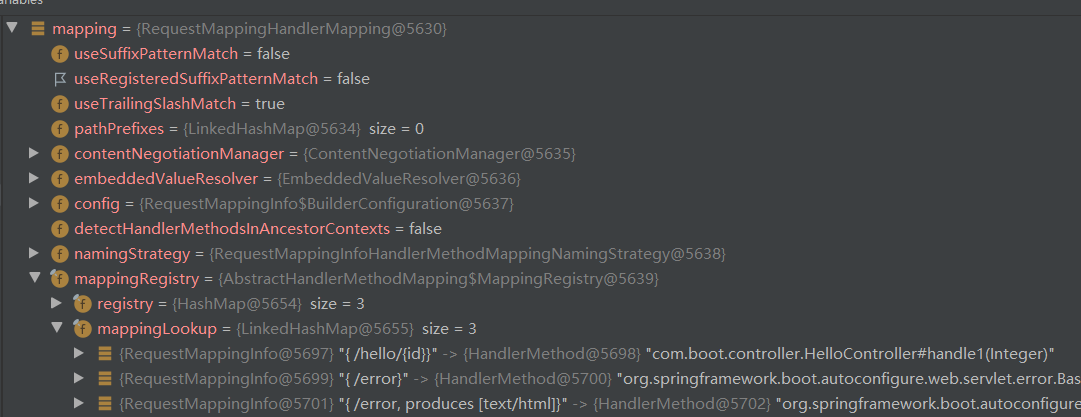 mapping = {RequestMappingHandlerMapping@5630}
useSuffixPatternMatch = false
useRegisteredSuffixPatternMatch = false
useTrailingSlashMatch = true
pathPrefixes = {LinkedHashMap@5634} size = 0
contentNegotiationManager = {ContentNegotiationManager@5635}
embeddedValueResolver = {EmbeddedValueResolver@5636}
config = {RequestMappingInfo$BuilderConfiguration@5637}
detectHandlerMethodsInAncestorContexts = false
namingStrategy = {RequestMappingInfoHandlerMethodMappingNamingStrategy@5638}
mappingRegistry = {AbstractHandlerMethodMapping$MappingRegistry@5639}
registry = {HashMap@5654} size = 3
mappingLookup = {LinkedHashMap@5655} size = 3
{RequestMappingInfo@5697} "{ /hello/{id}}" -> {HandlerMethod@5698} "com.boot.controller.HelloController#handle1(Integer)"
{RequestMappingInfo@5699} "{ /error}" -> {HandlerMethod@5700} "org.springframework.boot.autoconfigure.web.servlet.error.Bas
{RequestMappingInfo@5701} "{ /error, produces [text/html]}" -> {HandlerMethod@5702} "org.springframework.boot.autoconfigure